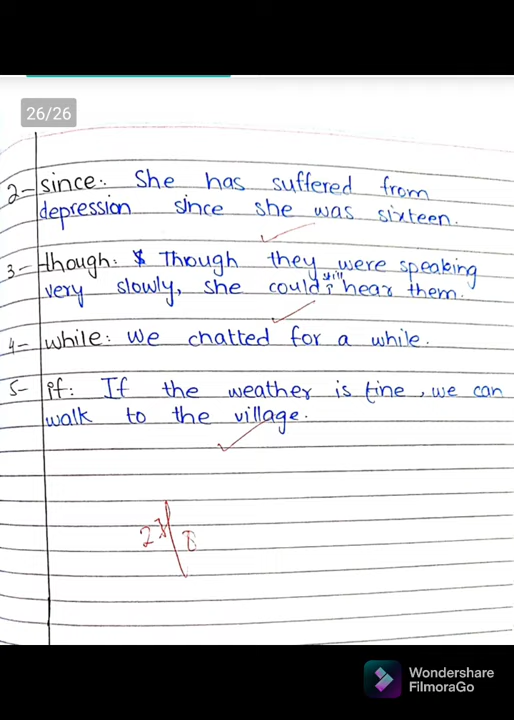 26/26
2- since: She has suffered from
depression since she was sixteen.
3- though: Though they were speaking
very slowly, she could still hear them.
4- while: we chatted for a while.
5- if: If the weather is fine, we can
walk to the village.
Wondershare
FilmoraGo